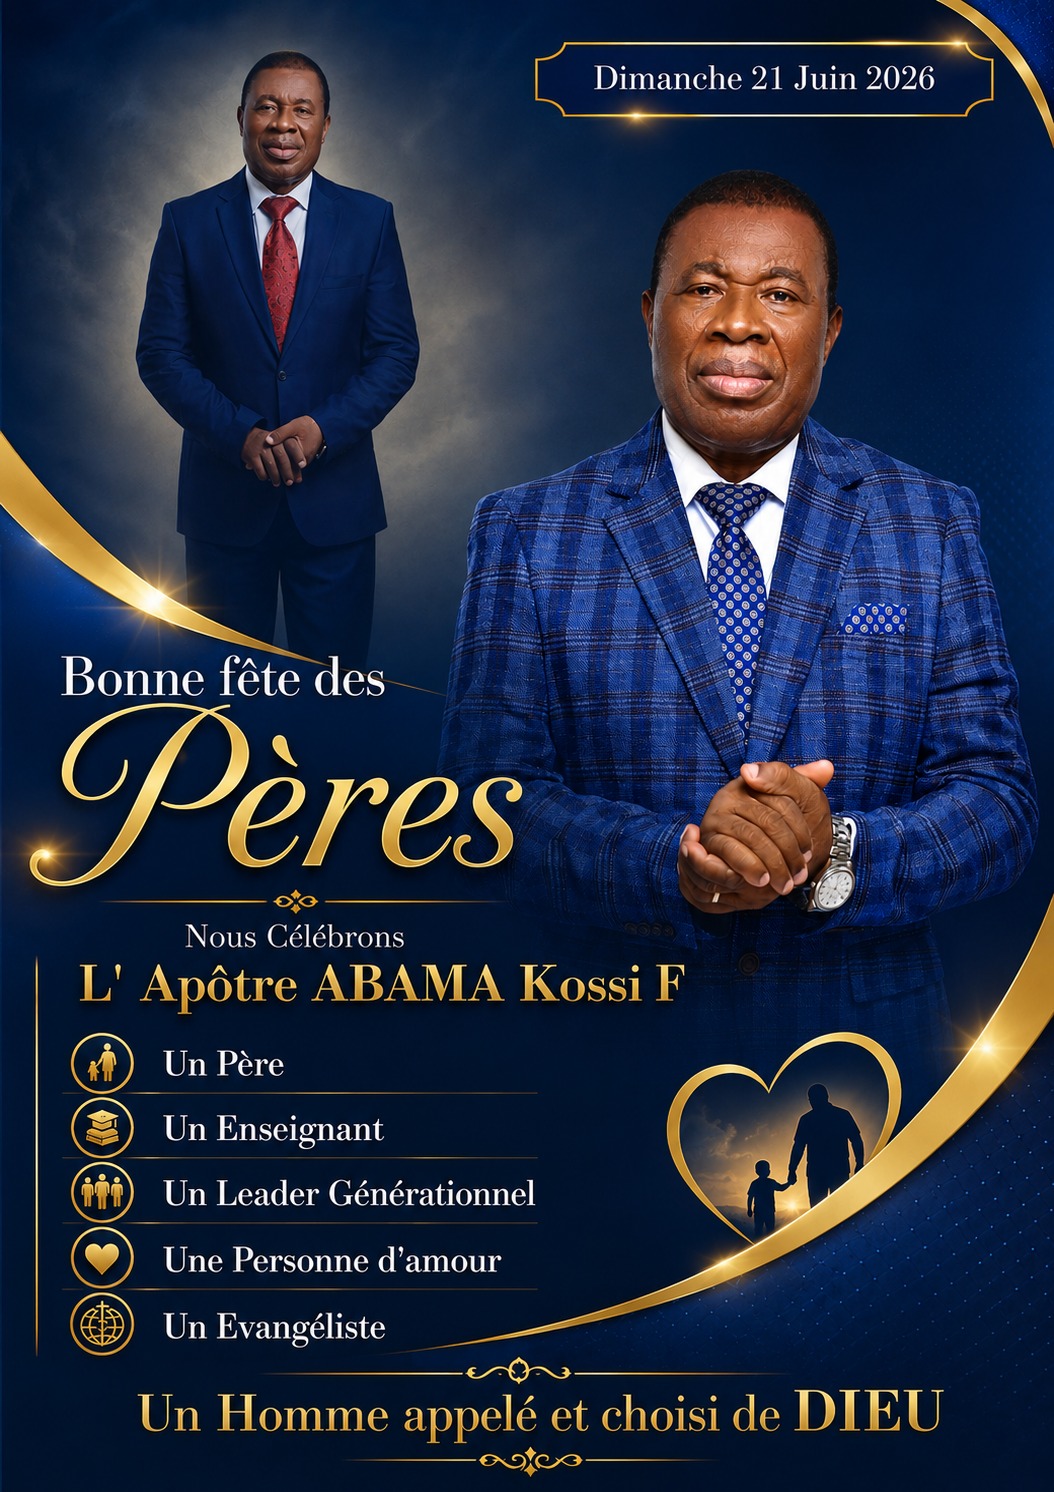 Dimanche 21 Juin 2026
Bonne fête des
Pères
Nous Célébrons
L' Apôtre ABAMA Kossi F
Un Père
Un Enseignant
Un Leader Générationnel
Une Personne d'amour
Un Evangéliste
Un Homme appelé et choisi de DIEU